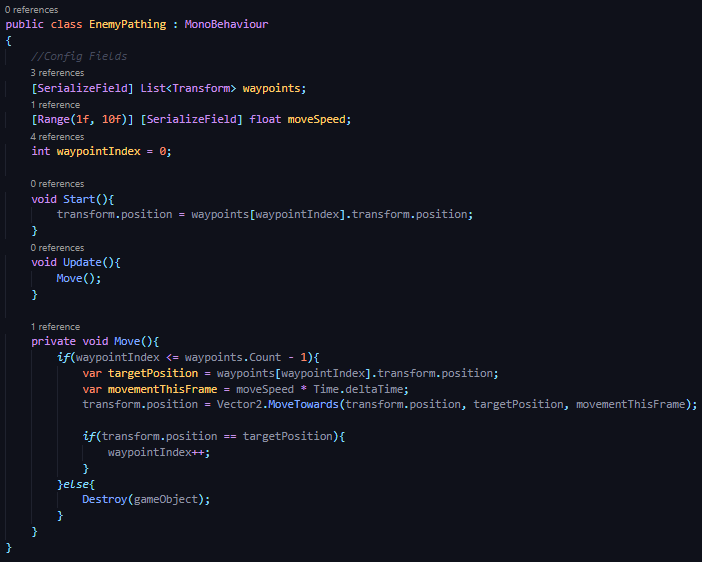 0 references
public class EnemyPathing : MonoBehaviour
{
//Config Fields
3 references
[SerializeField] List<Transform> waypoints;
1 reference
[Range(1f, 10f)] [SerializeField] float moveSpeed;
4 references
int waypointIndex = 0;
0 references
void Start(){
transform.position = waypoints[waypointIndex].transform.position;
}
0 references
void Update(){
Move();
}
1 reference
private void Move(){
if(waypointIndex <= waypoints.Count - 1){
var targetPosition = waypoints[waypointIndex].transform.position;
var movementThisFrame = moveSpeed * Time.deltaTime;
transform.position = Vector2.MoveTowards(transform.position, targetPosition, movementThisFrame);
if(transform.position == targetPosition){
waypointIndex++;
}
}else{
Destroy(gameObject);
}
}
}